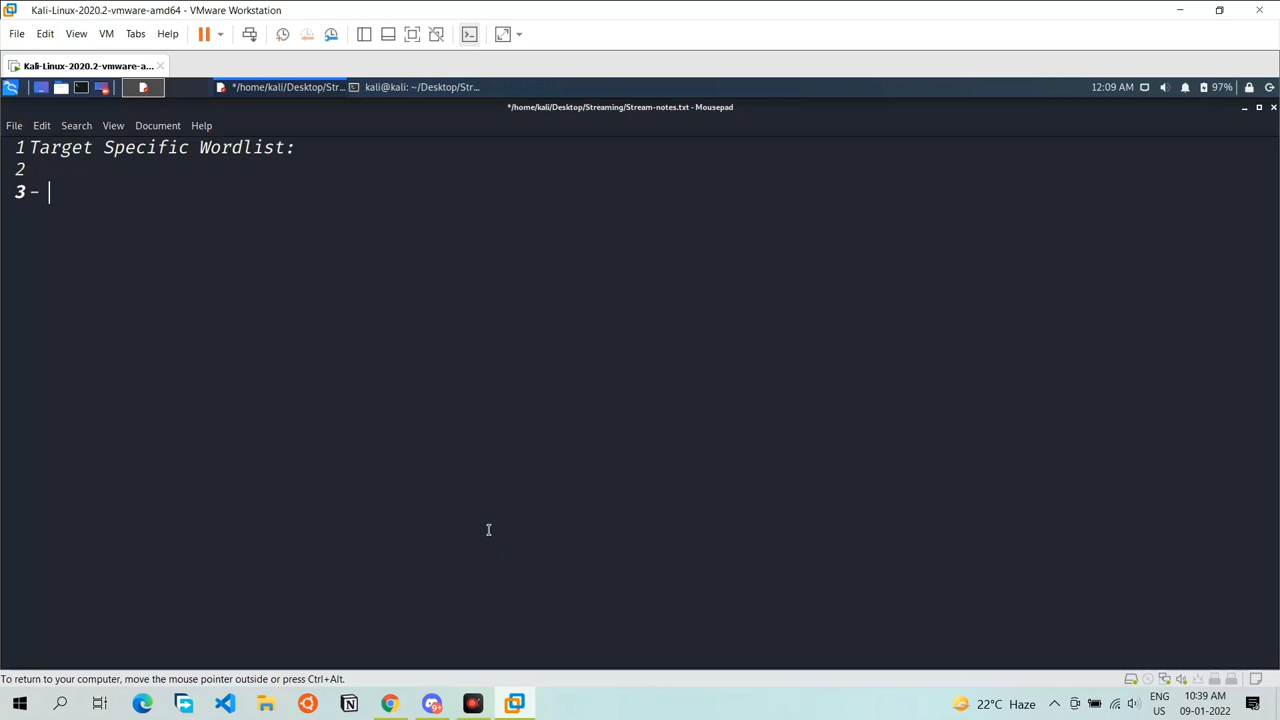 Kali-Linux-2020.2-vmware-amd64 - VMware Workstation
File Edit View VM Tabs Help
Kali-Linux-2020.2-vmware-a...
*/home/kali/Desktop/Str... kali@kali: ~/Desktop/Str... 12:09 AM 97%
*/home/kali/Desktop/Streaming/Stream-notes.txt - Mousepad
File Edit Search View Document Help
1 Target Specific Wordlist:
2
3 -
To return to your computer, move the mouse pointer outside or press Ctrl+Alt.
9+ 22°C Haze ENG US 10:39 AM 09-01-2022